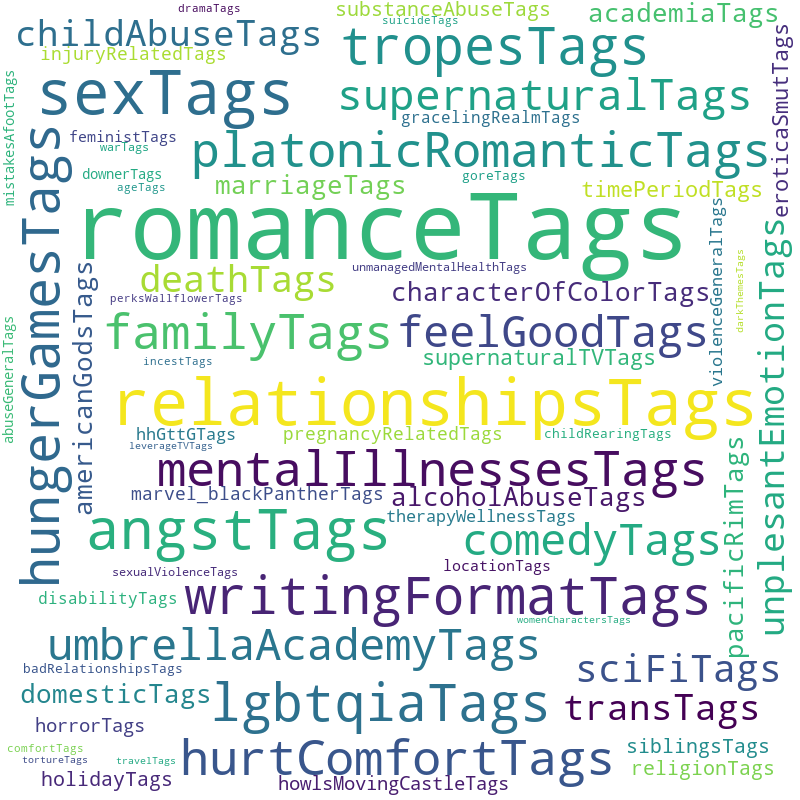 dramaTags
substanceAbuseTags
suicideTags
academiaTags
childAbuseTags
tropesTags
injuryRelatedTags
sexTags
supernaturalTags
eroticaSmutTags
mistakesAfootTags
gracelingRealmTags
feministTags
warTags
platonicRomanticTags
downerTags
ageTags
marriageTags
goreTags
timePeriodTags
hungerGamesTags
romanceTags
violenceGeneralTags
unplesantEmotionTags
darkThemesTags
americanGodsTags
deathTags
unmanagedMentalHealthTags
characterOfColorTags
perksWallflowerTags
abuseGeneralTags
familyTags
feelGoodTags
incestTags
supernaturalTVTags
relationshipsTags
hhGttGTags
pregnancyRelatedTags
childRearingTags
leverageTVTags
pacificRimTags
mentalIllnessesTags
marvel_blackPantherTags
alcoholAbuseTags
angstTags
therapyWellnessTags
comedyTags
sexualViolenceTags
locationTags
disabilityTags
writingFormatTags
womenCharactersTags
umbrellaAcademyTags
badRelationshipsTags
sciFiTags
domesticTags
lgbtqiaTags
transTags
horrorTags
comfortTags
hurtComfortTags
siblingsTags
tortureTags
travelTags
religionTags
holidayTags
howlsMovingCastleTags